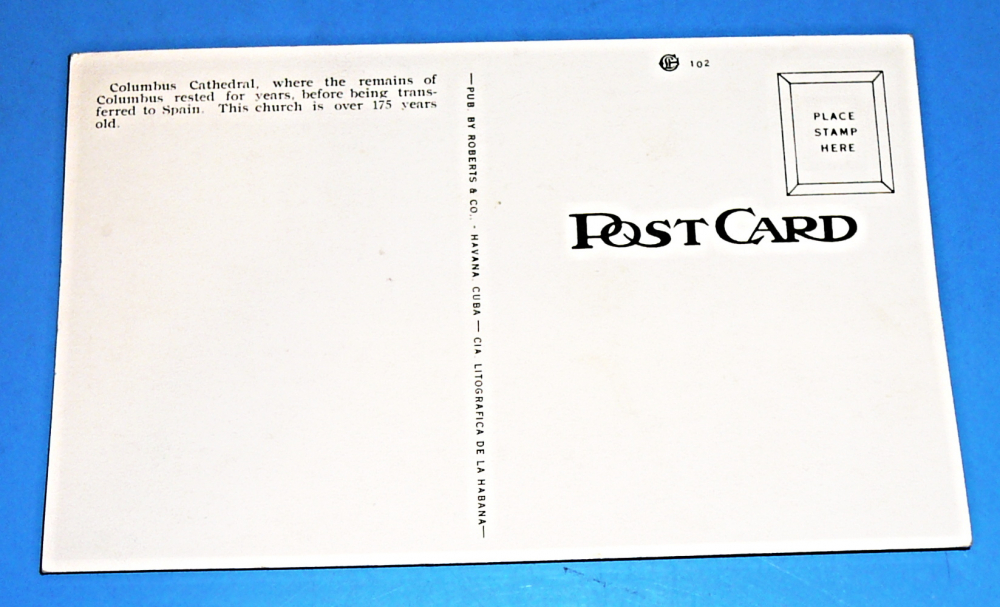 Columbus Cathedral, where the remains of
Columbus rested for years, before being trans-
ferred to Spain. This church is over 175 years
old.
—PUB. BY ROBERTS & CO.. - HAVANA, CUBA — CIA LITOGRAFICA DE LA HABANA—
102
PLACE
STAMP
HERE
POST CARD